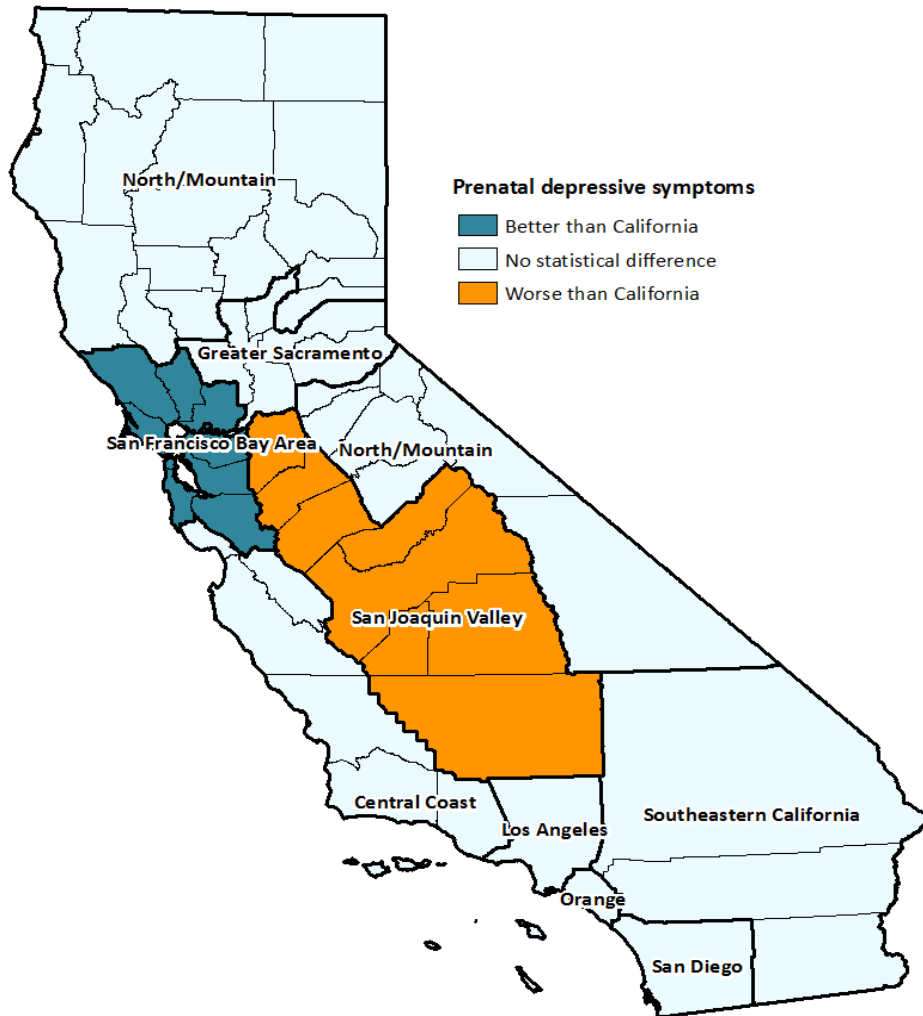 North/Mountain
Prenatal depressive symptoms
Better than California
No statistical difference
Worse than California
Greater Sacramento
San Francisco Bay Area
North/Mountain
San Joaquin Valley
Central Coast
Los Angeles
Southeastern California
Orange
San Diego